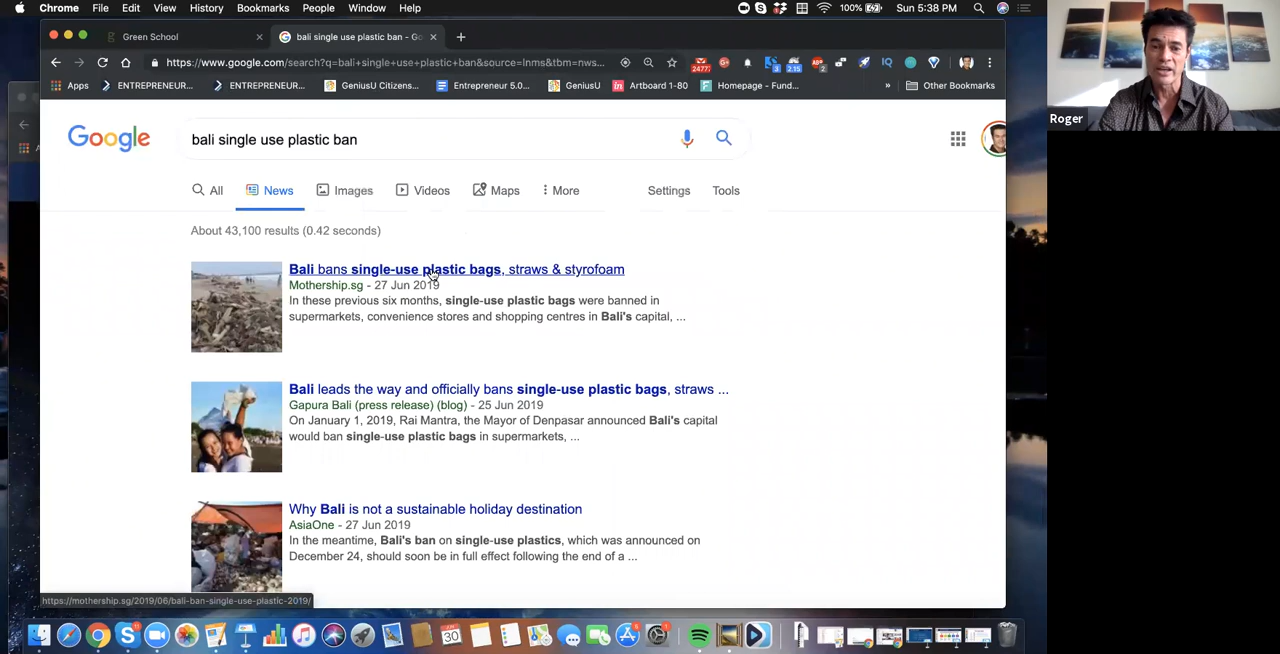 Chrome File Edit View History Bookmarks People Window Help 100% Sun 5:38 PM
Green School
bali single use plastic ban - Go
https://www.google.com/search?q=bali+single+use+plastic+ban&source=lnms&tbm=nws...
Apps ENTREPRENEUR... ENTREPRENEUR... GeniusU Citizens... Entrepreneur 5.0... GeniusU Artboard 1-80 Homepage - Fund... » Other Bookmarks
Google
bali single use plastic ban
All News Images Videos Maps More Settings Tools
About 43,100 results (0.42 seconds)
Bali bans single-use plastic bags, straws & styrofoam
Mothership.sg - 27 Jun 2019
In these previous six months, single-use plastic bags were banned in
supermarkets, convenience stores and shopping centres in Bali's capital, ...
Bali leads the way and officially bans single-use plastic bags, straws ...
Gapura Bali (press release) (blog) - 25 Jun 2019
On January 1, 2019, Rai Mantra, the Mayor of Denpasar announced Bali's capital
would ban single-use plastic bags in supermarkets, ...
Why Bali is not a sustainable holiday destination
AsiaOne - 27 Jun 2019
In the meantime, Bali's ban on single-use plastics, which was announced on
December 24, should soon be in full effect following the end of a ...
https://mothership.sg/2019/06/bali-ban-single-use-plastic-2019/
Roger
30